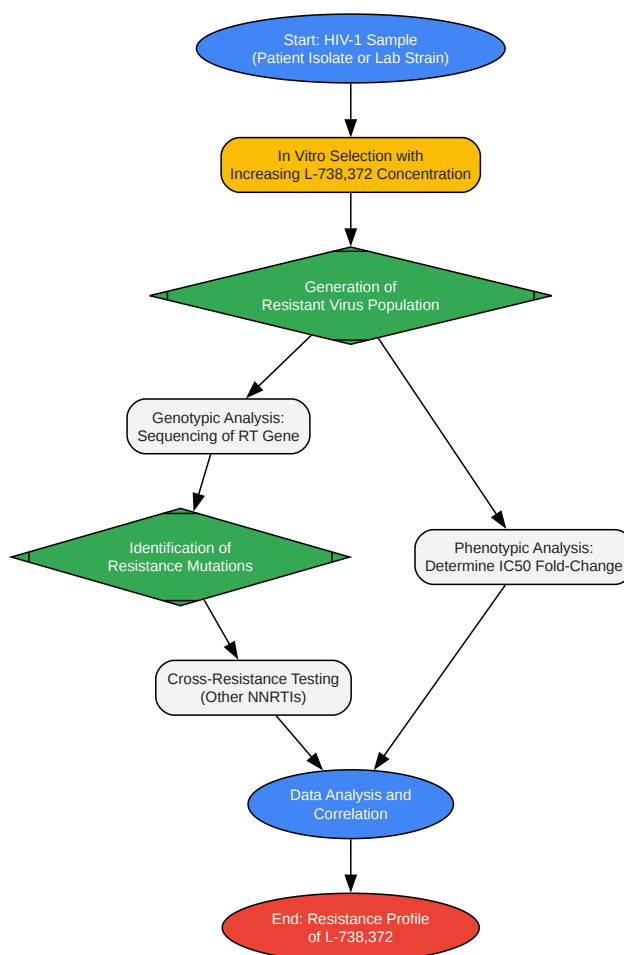 Start: HIV-1 Sample
(Patient Isolate or Lab Strain)
In Vitro Selection with
Increasing L-738,372 Concentration
Generation of
Resistant Virus Population
Genotypic Analysis:
Sequencing of RT Gene
Identification of
Resistance Mutations
Phenotypic Analysis:
Determine IC50 Fold-Change
Cross-Resistance Testing
(Other NNRTIs)
Data Analysis and
Correlation
End: Resistance Profile
of L-738,372